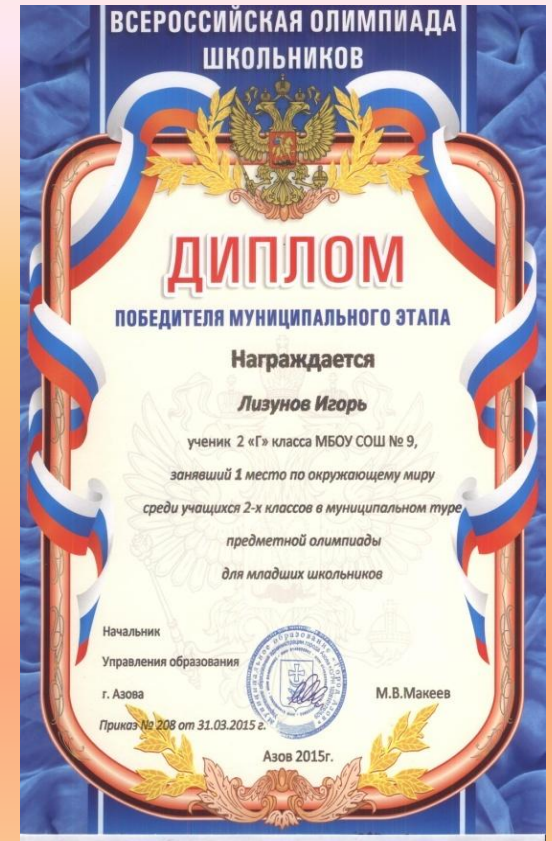 ВСЕРОССИЙСКАЯ ОЛИМПИАДА
ШКОЛЬНИКОВ
ДИПЛОМ
ПОБЕДИТЕЛЯ МУНИЦИПАЛЬНОГО ЭТАПА
Награждается
Лизунов Игорь
ученик 2 «Г» класса МБОУ СОШ № 9,
занявший 1 место по окружающему миру
среди учащихся 2-х классов в муниципальном туре
предметной олимпиады
для младших школьников
Начальник
Управления образования
г. Азова М.В.Макеев
Приказ № 208 от 31.03.2015 г.
Азов 2015г.